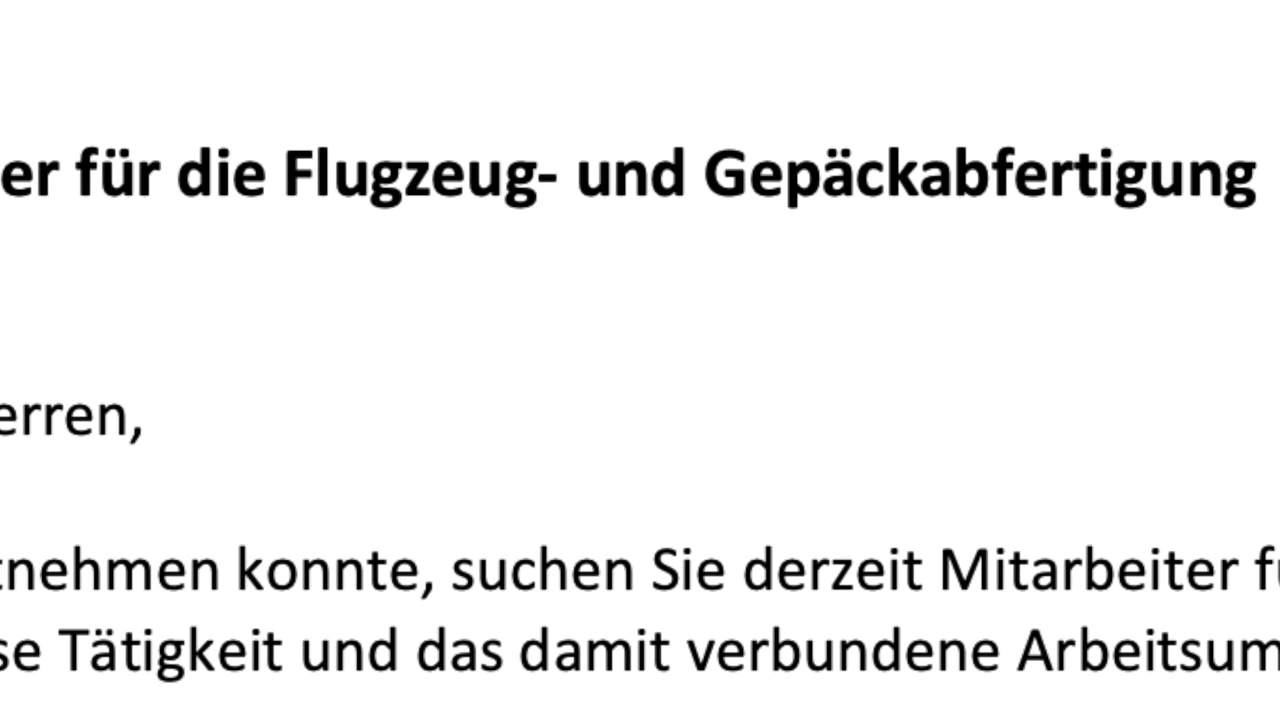 er für die Flugzeug- und Gepäckabfertigung
erren,
tnehmen konnte, suchen Sie derzeit Mitarbeiter fü
se Tätigkeit und das damit verbundene Arbeitsum